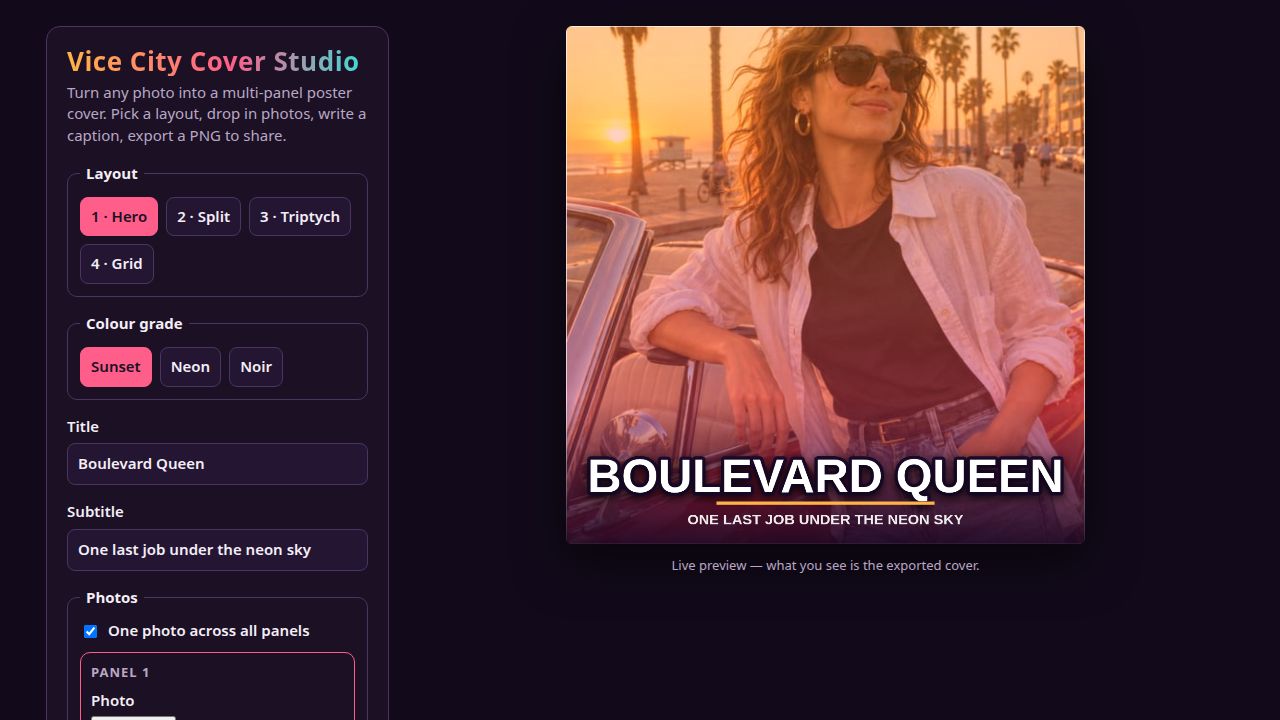 Vice City Cover Studio
Turn any photo into a multi-panel poster
cover. Pick a layout, drop in photos, write a
caption, export a PNG to share.
Layout
1 · Hero
2 · Split
3 · Triptych
4 · Grid
Colour grade
Sunset
Neon
Noir
Title
Boulevard Queen
Subtitle
One last job under the neon sky
Photos
One photo across all panels
PANEL 1
Photo
BOULEVARD QUEEN
ONE LAST JOB UNDER THE NEON SKY
Live preview — what you see is the exported cover.